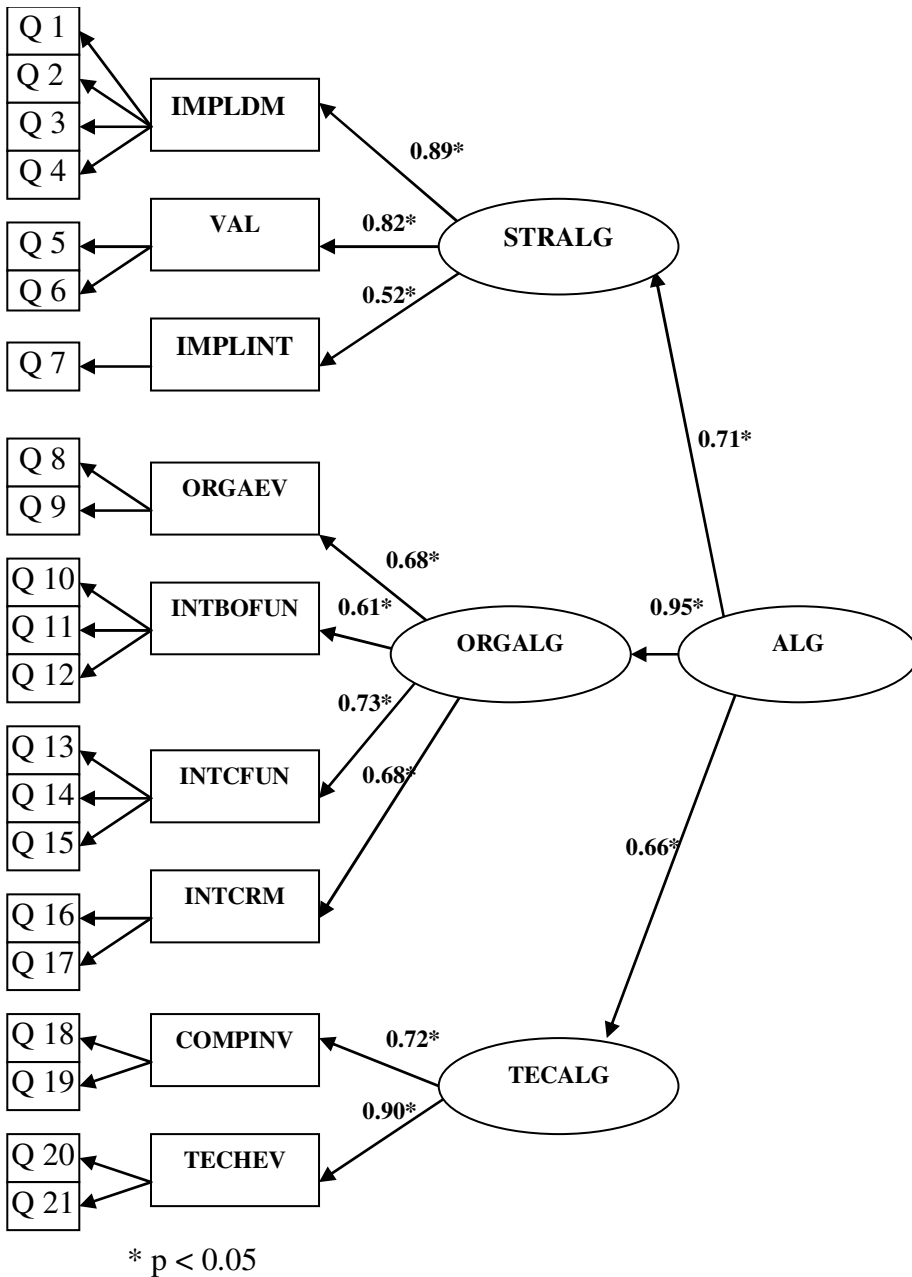 Q 1
Q 2
Q 3
Q 4
IMPLDM
0.89*
Q 5
Q 6
VAL
0.82*
STRALG
0.52*
Q 7
IMPLINT
0.71*
Q 8
Q 9
ORGAEV
0.68*
Q 10
Q 11
Q 12
INTBOFUN
0.61*
ORGALG
0.95*
ALG
0.73*
Q 13
Q 14
Q 15
INTCFUN
0.68*
0.66*
Q 16
Q 17
INTCRM
Q 18
Q 19
COMPINV
0.72*
TECALG
0.90*
Q 20
Q 21
TECHEV
* p < 0.05